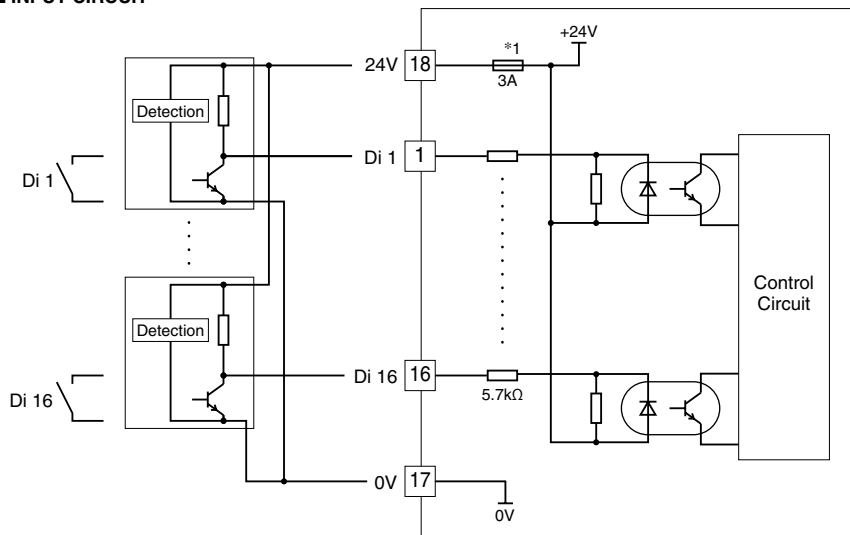 INPUT CIRCUIT
+24V
*1
24V
18
3A
Detection
Di 1
1
Di 1
Control
Circuit
Detection
Di 16
16
5.7kΩ
Di 16
0V
17
0V